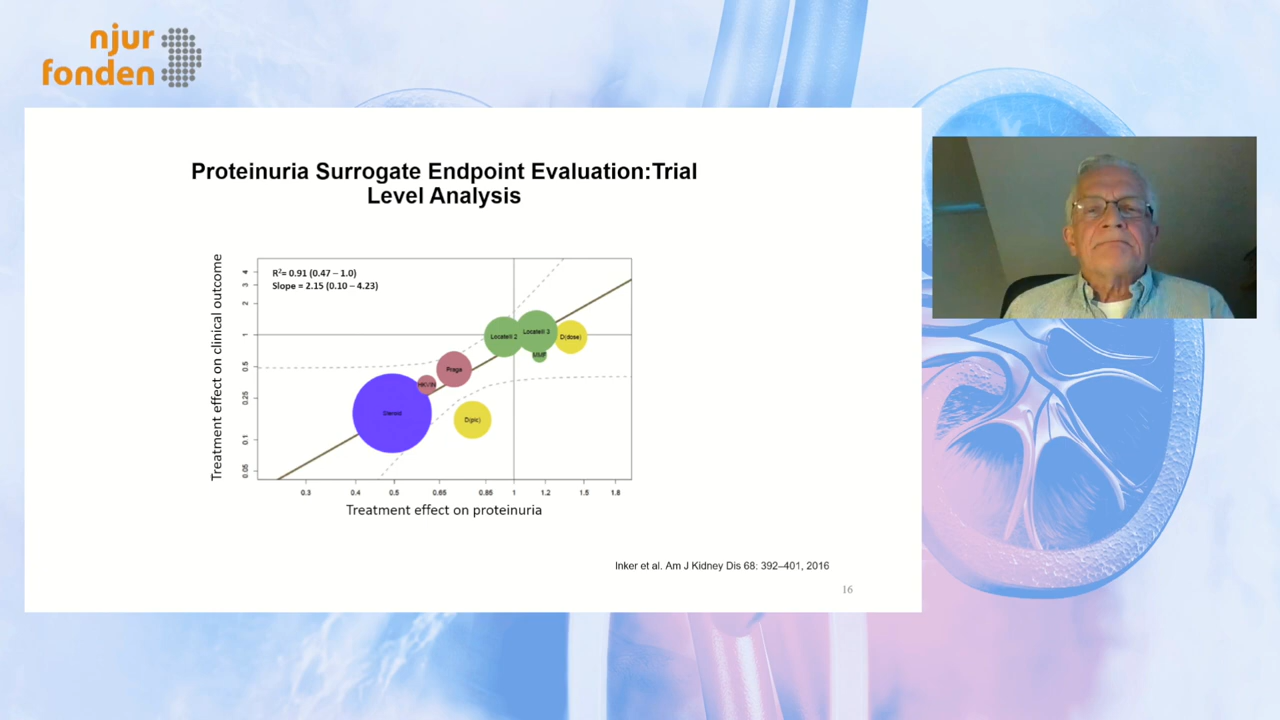 njur
fonden
Proteinuria Surrogate Endpoint Evaluation:Trial
Level Analysis
Treatment effect on clinical outcome
R²= 0.91 (0.47 – 1.0)
Slope = 2.15 (0.10 – 4.23)
4
3
2
1
0.5
0.25
0.1
0.05
Locatelli 2
Locatelli 3
D(dose)
MMF
Praga
HKVIN
Steroid
D(pic)
0.3 0.4 0.5 0.65 0.85 1 1.2 1.5 1.8
Treatment effect on proteinuria
Inker et al. Am J Kidney Dis 68: 392–401, 2016
16